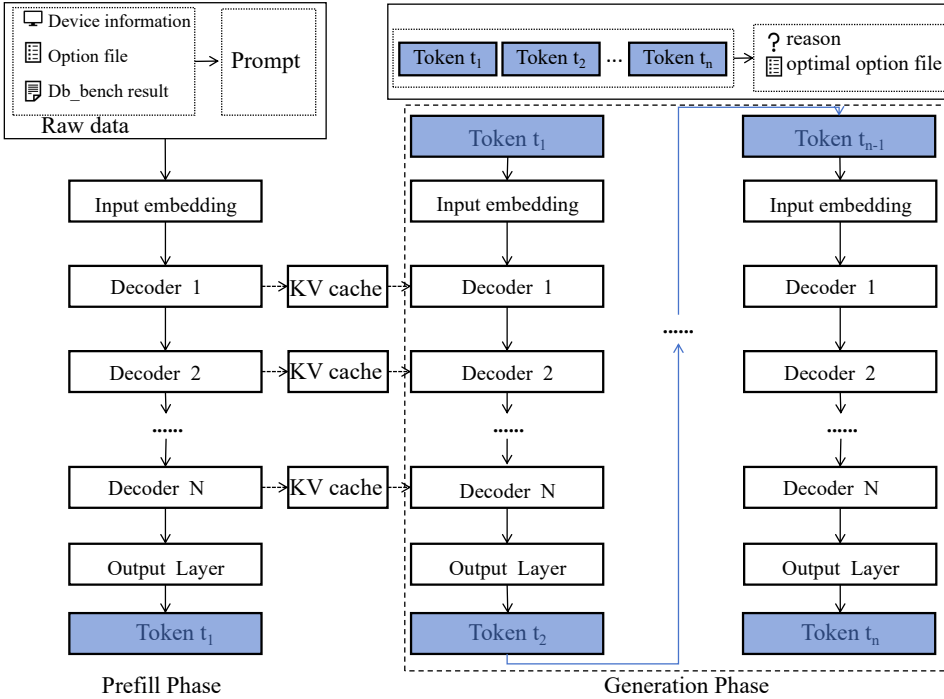 Device information
Option file
Db_bench result
Prompt
Raw data
Token t1 Token t2 ... Token tn
? reason
optimal option file
Input embedding
Decoder 1
Decoder 2
......
Decoder N
Output Layer
Token t1
Prefill Phase
KV cache
KV cache
KV cache
Token t1
Input embedding
Decoder 1
Decoder 2
......
Decoder N
Output Layer
Token t2
......
Token tn-1
Input embedding
Decoder 1
Decoder 2
......
Decoder N
Output Layer
Token tn
Generation Phase